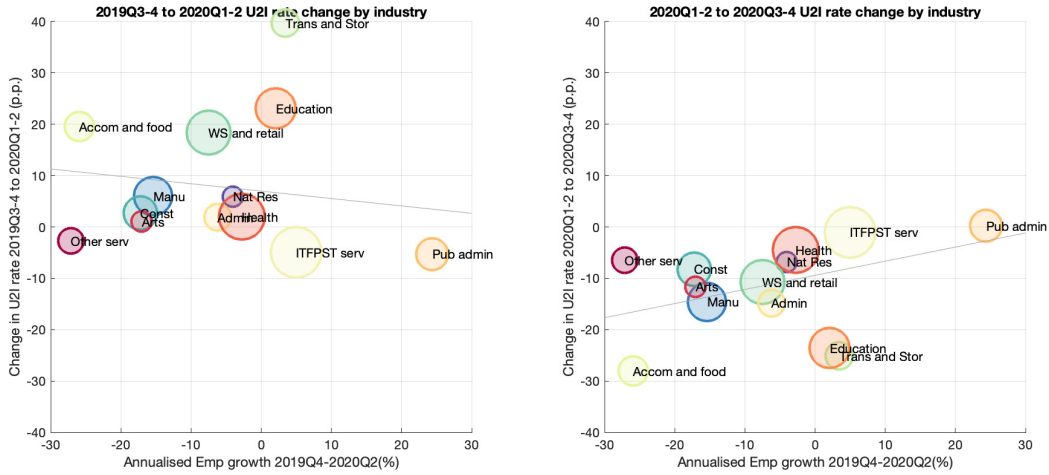 2019Q3-4 to 2020Q1-2 U2I rate change by industry
Change in U2I rate 2019Q3-4 to 2020Q1-2 (p.p.)
40
30
20
10
0
-10
-20
-30
-40
Trans and Stor
Education
Accom and food
WS and retail
Manu
Nat Res
Const
Arts
Admin
Health
Other serv
ITFPST serv
Pub admin
-30
-20
-10
0
10
20
30
Annualised Emp growth 2019Q4-2020Q2(%)
2020Q1-2 to 2020Q3-4 U2I rate change by industry
Change in U2I rate 2020Q1-2 to 2020Q3-4 (p.p.)
40
30
20
10
0
-10
-20
-30
-40
Pub admin
ITFPST serv
Health
Other serv
Nat Res
Const
WS and retail
Arts
Manu
Admin
Education
Trans and Stor
Accom and food
-30
-20
-10
0
10
20
30
Annualised Emp growth 2019Q4-2020Q2(%)